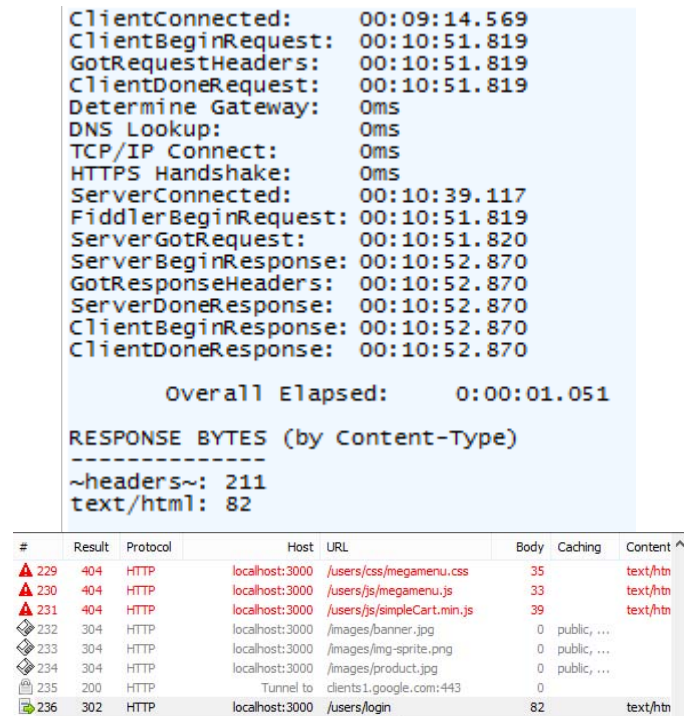 ClientConnected: 00:09:14.569
ClientBeginRequest: 00:10:51.819
GotRequestHeaders: 00:10:51.819
ClientDoneRequest: 00:10:51.819
Determine Gateway: 0ms
DNS Lookup: 0ms
TCP/IP Connect: 0ms
HTTPS Handshake: 0ms
ServerConnected: 00:10:39.117
FiddlerBeginRequest: 00:10:51.819
ServerGotRequest: 00:10:51.820
ServerBeginResponse: 00:10:52.870
GotResponseHeaders: 00:10:52.870
ServerDoneResponse: 00:10:52.870
ClientBeginResponse: 00:10:52.870
ClientDoneResponse: 00:10:52.870
Overall Elapsed: 0:00:01.051
RESPONSE BYTES (by Content-Type)
--------------
~headers~: 211
text/html: 82
# Result Protocol Host URL Body Caching Content
229 404 HTTP localhost:3000 /users/css/megamenu.css 35 text/htm
230 404 HTTP localhost:3000 /users/js/megamenu.js 33 text/htm
231 404 HTTP localhost:3000 /users/js/simpleCart.min.js 39 text/htm
232 304 HTTP localhost:3000 /images/banner.jpg 0 public, ...
233 304 HTTP localhost:3000 /images/img-sprite.png 0 public, ...
234 304 HTTP localhost:3000 /images/product.jpg 0 public, ...
235 200 HTTP Tunnel to clients1.google.com:443 0
236 302 HTTP localhost:3000 /users/login 82 text/htm